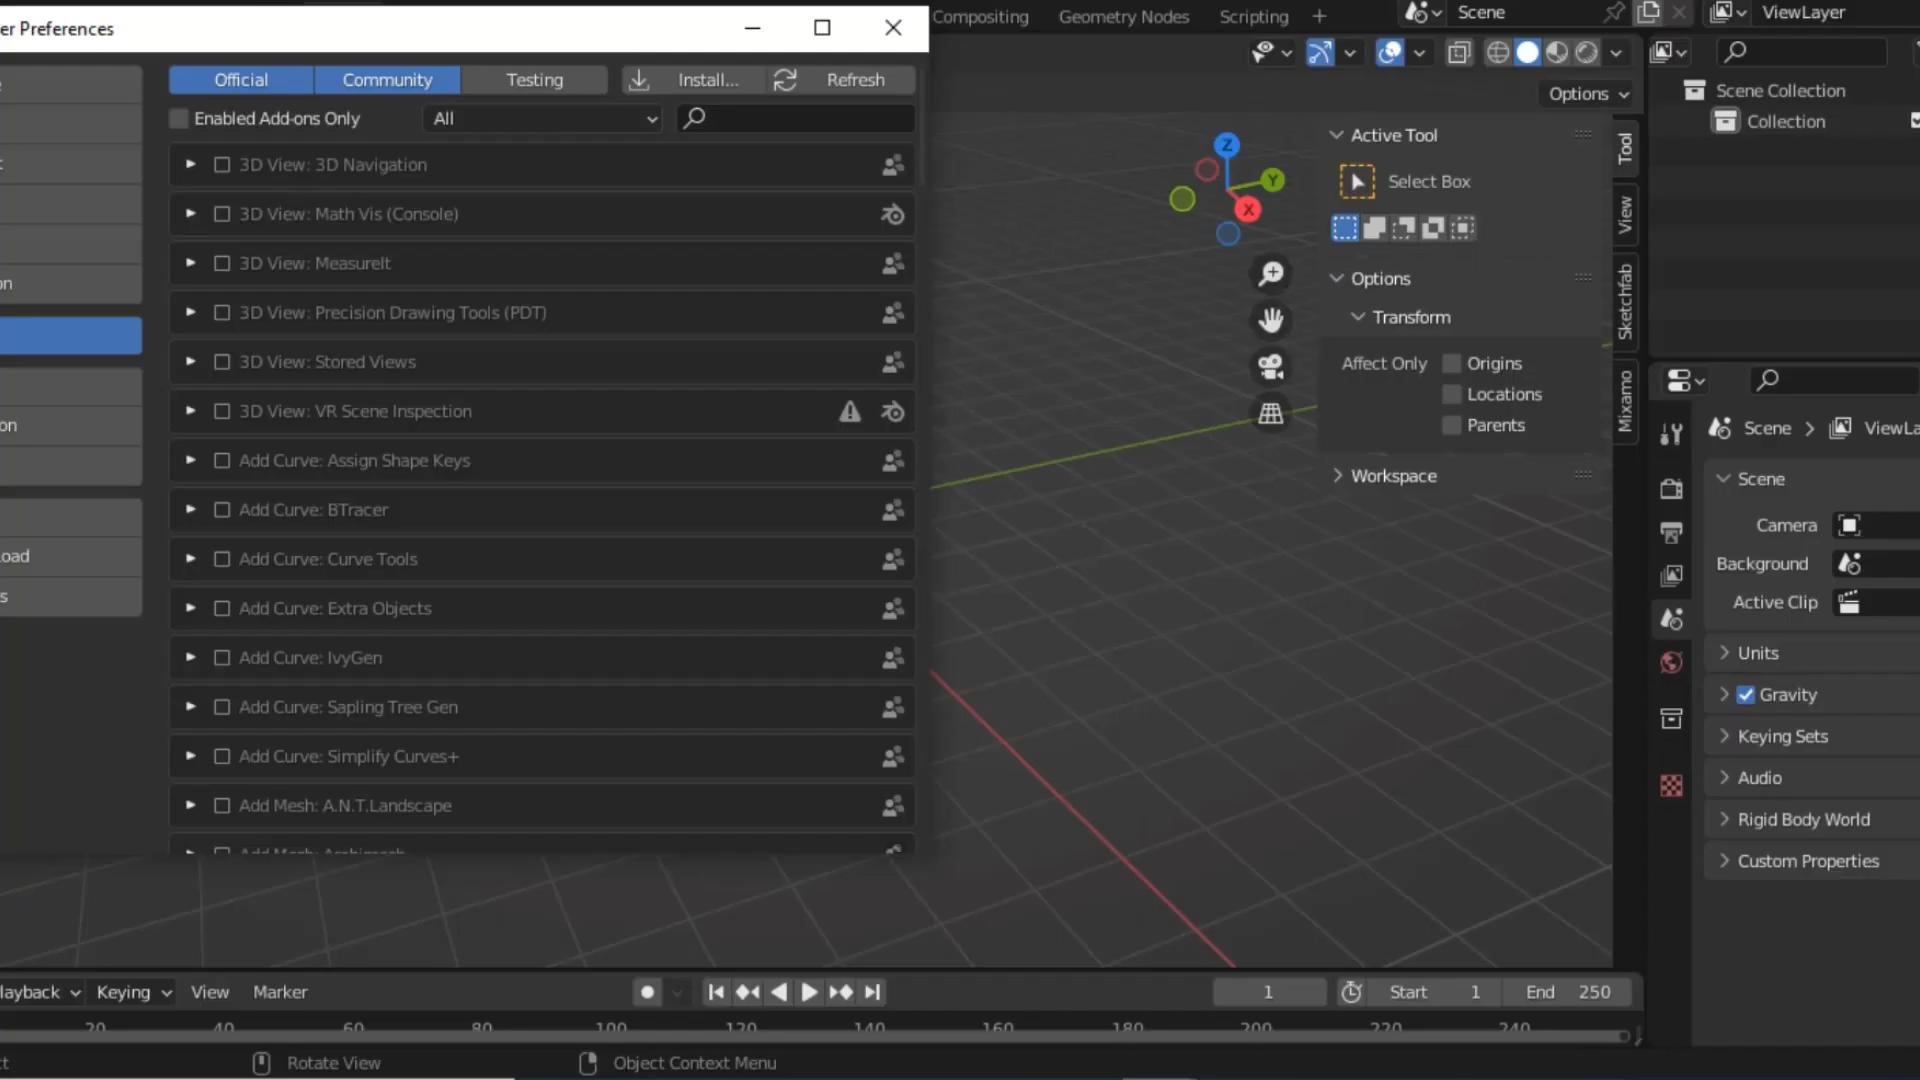 er Preferences
Compositing
Geometry Nodes
Scripting
Scene
ViewLayer
Official
Community
Testing
Install...
Refresh
Enabled Add-ons Only
All
3D View: 3D Navigation
3D View: Math Vis (Console)
3D View: MeasureIt
3D View: Precision Drawing Tools (PDT)
3D View: Stored Views
3D View: VR Scene Inspection
Add Curve: Assign Shape Keys
Add Curve: BTracer
Add Curve: Curve Tools
Add Curve: Extra Objects
Add Curve: IvyGen
Add Curve: Sapling Tree Gen
Add Curve: Simplify Curves+
Add Mesh: A.N.T.Landscape
on
on
oad
s
Options
Z
Y
X
Active Tool
Select Box
Options
Transform
Affect Only
Origins
Locations
Parents
Workspace
Tool
View
Sketchfab
Mixamo
Scene Collection
Collection
Scene
ViewLa
Scene
Camera
Background
Active Clip
Units
Gravity
Keying Sets
Audio
Rigid Body World
Custom Properties
layback
Keying
View
Marker
1
Start 1
End 250
20 40 60 80 100 120 140 160 180 200 220 240
Rotate View
Object Context Menu